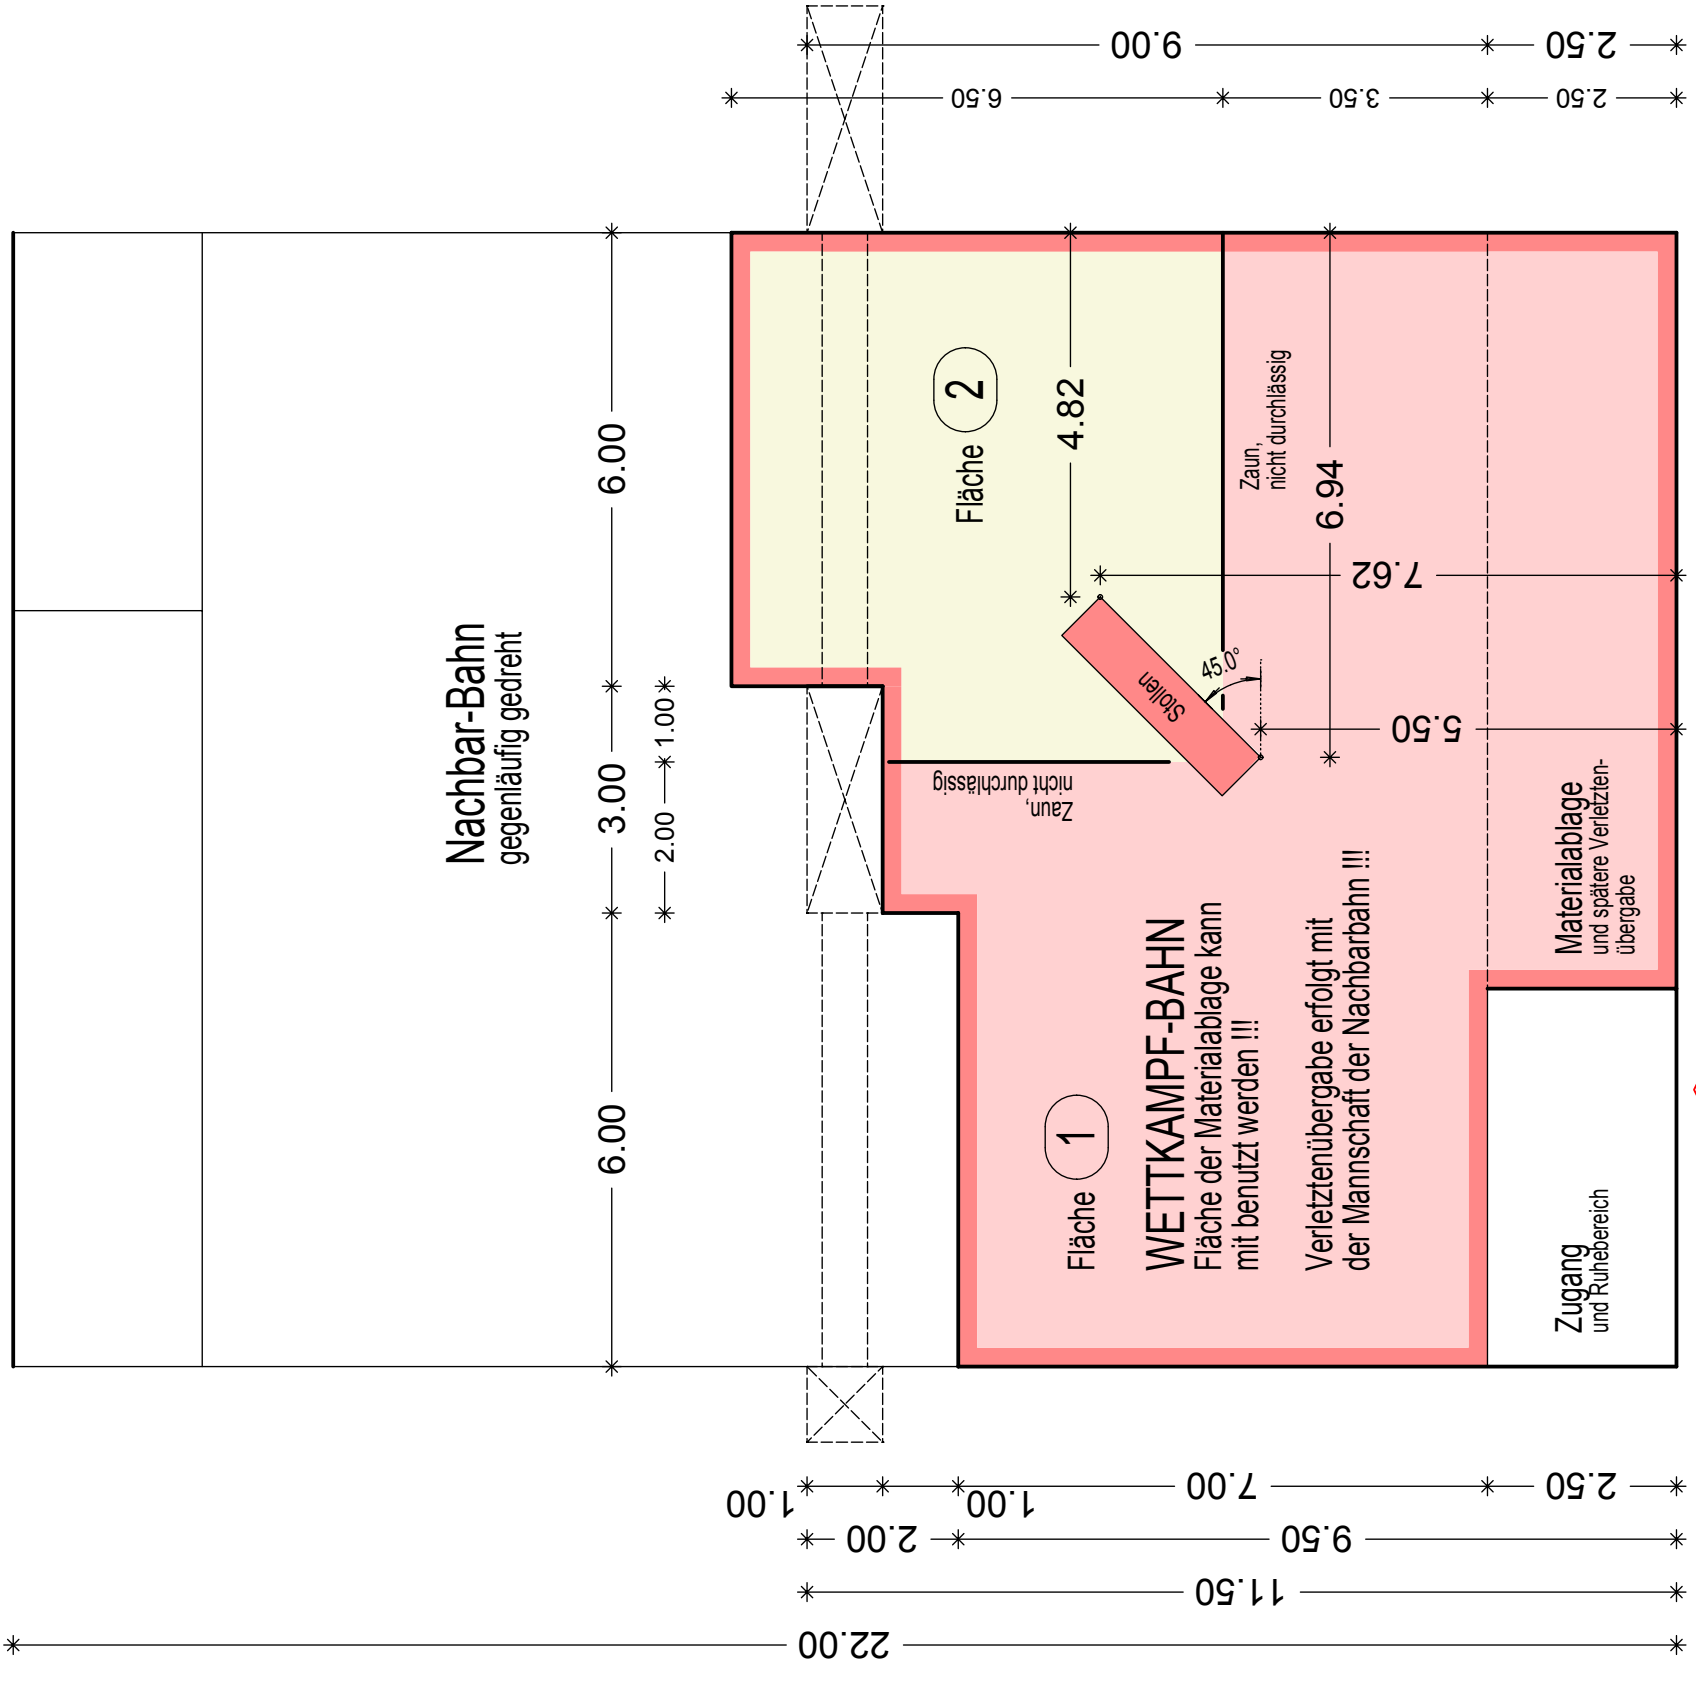 Nachbar-Bahn
gegenläufig gedreht
6.00
3.00
6.00
2.00
1.00
Fläche 1
WETTKAMPF-BAHN
Fläche der Materialablage kann
mit benutzt werden !!!
Verletztenübergabe erfolgt mit
der Mannschaft der Nachbarbahn !!!
Zugang
und Ruhebereich
Materialablage
und spätere Verletzten-
übergabe
Fläche 2
4.82
Zaun,
nicht durchlässig
6.94
Zaun,
nicht durchlässig
Stollen
45.0°
7.62
5.50
9.00
2.50
6.50
3.50
2.50
1.00
1.00
7.00
2.50
2.00
9.50
11.50
22.00